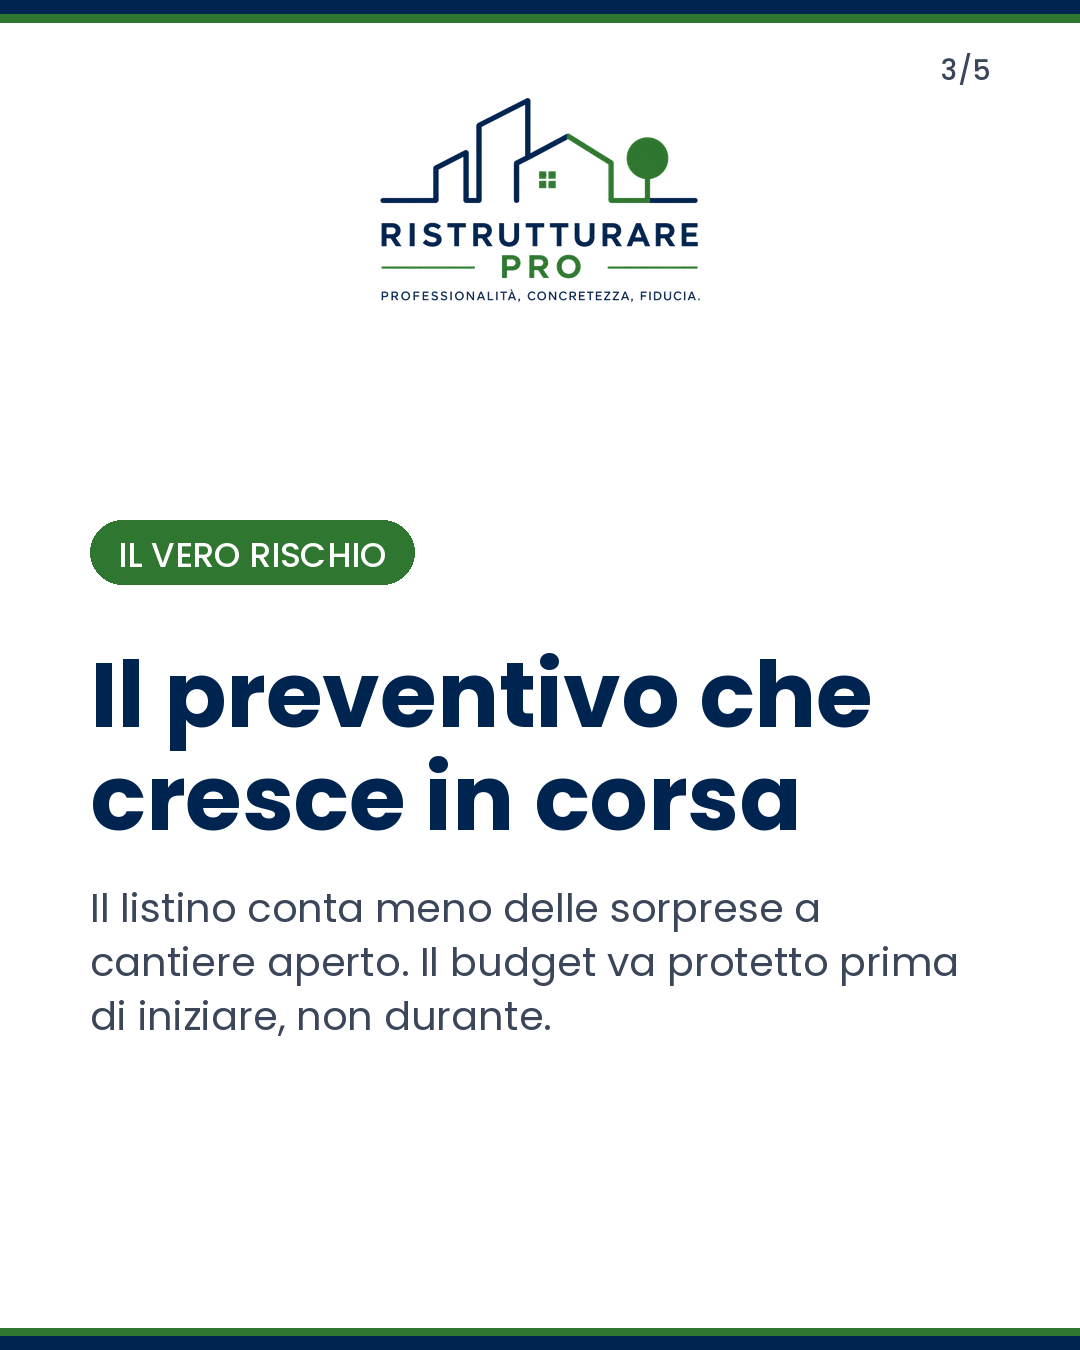 3/5
RISTRUTTURARE
PRO
PROFESSIONALITÀ, CONCRETEZZA, FIDUCIA.
IL VERO RISCHIO
Il preventivo che
cresce in corsa
Il listino conta meno delle sorprese a
cantiere aperto. Il budget va protetto prima
di iniziare, non durante.